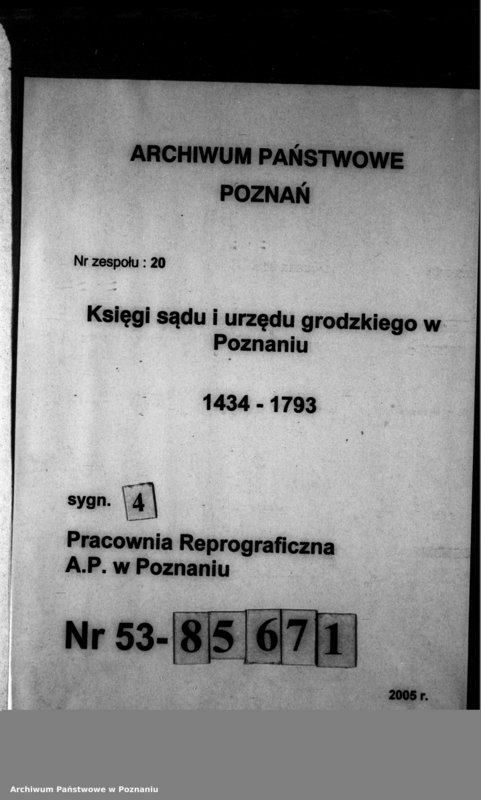 ARCHIWUM PAŃSTWOWE
POZNAŃ
Nr zespołu : 20
Księgi sądu i urzędu grodzkiego w
Poznaniu
1434 - 1793
sygn. 4
Pracownia Reprograficzna
A.P. w Poznaniu
Nr 53-85671
2005 r.
Archiwum Państwowe w Poznaniu